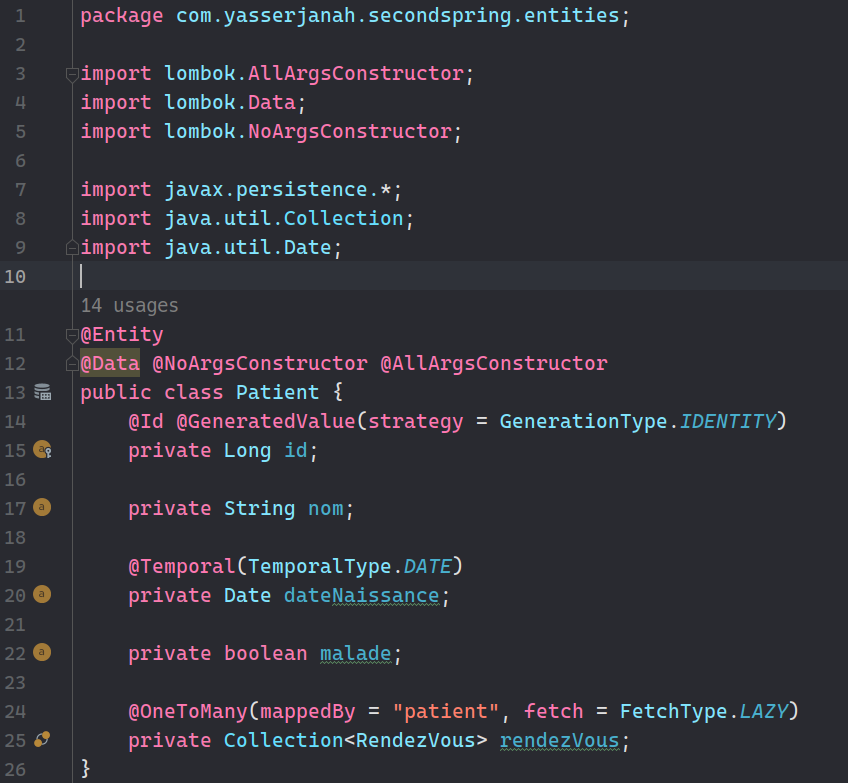 1 package com.yasserjanah.secondspring.entities;
2
3 import lombok.AllArgsConstructor;
4 import lombok.Data;
5 import lombok.NoArgsConstructor;
6
7 import javax.persistence.*;
8 import java.util.Collection;
9 import java.util.Date;
10
14 usages
11 @Entity
12 @Data @NoArgsConstructor @AllArgsConstructor
13 public class Patient {
14     @Id @GeneratedValue(strategy = GenerationType.IDENTITY)
15     private Long id;
16
17     private String nom;
18
19     @Temporal(TemporalType.DATE)
20     private Date dateNaissance;
21
22     private boolean malade;
23
24     @OneToMany(mappedBy = "patient", fetch = FetchType.LAZY)
25     private Collection<RendezVous> rendezVous;
26 }